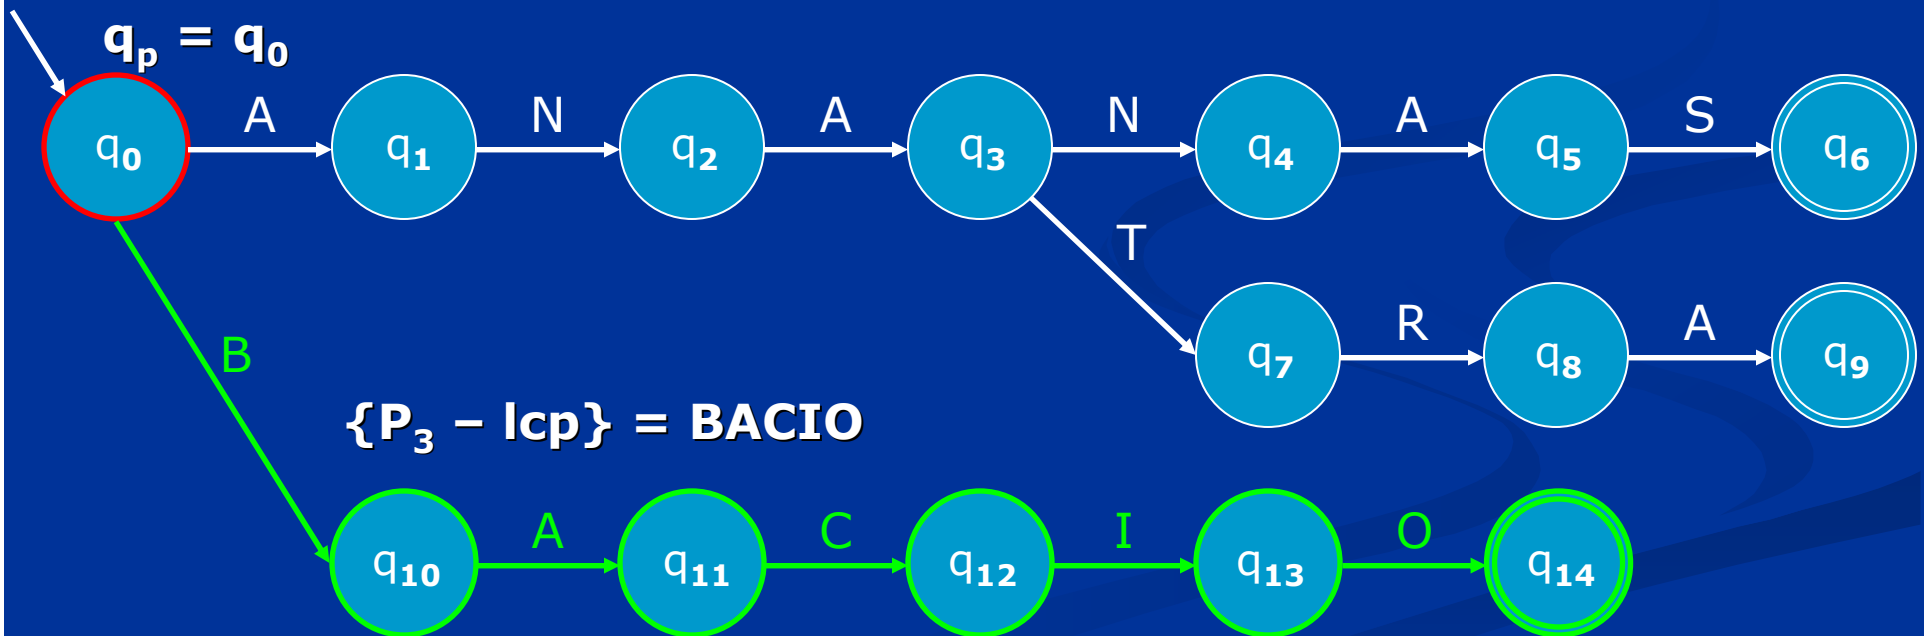 qp = q0
A N A N A S
q0 q1 q2 q3 q4 q5 q6
T
R A
q7 q8 q9
B
{P3 – lcp} = BACIO
A C I O
q10 q11 q12 q13 q14